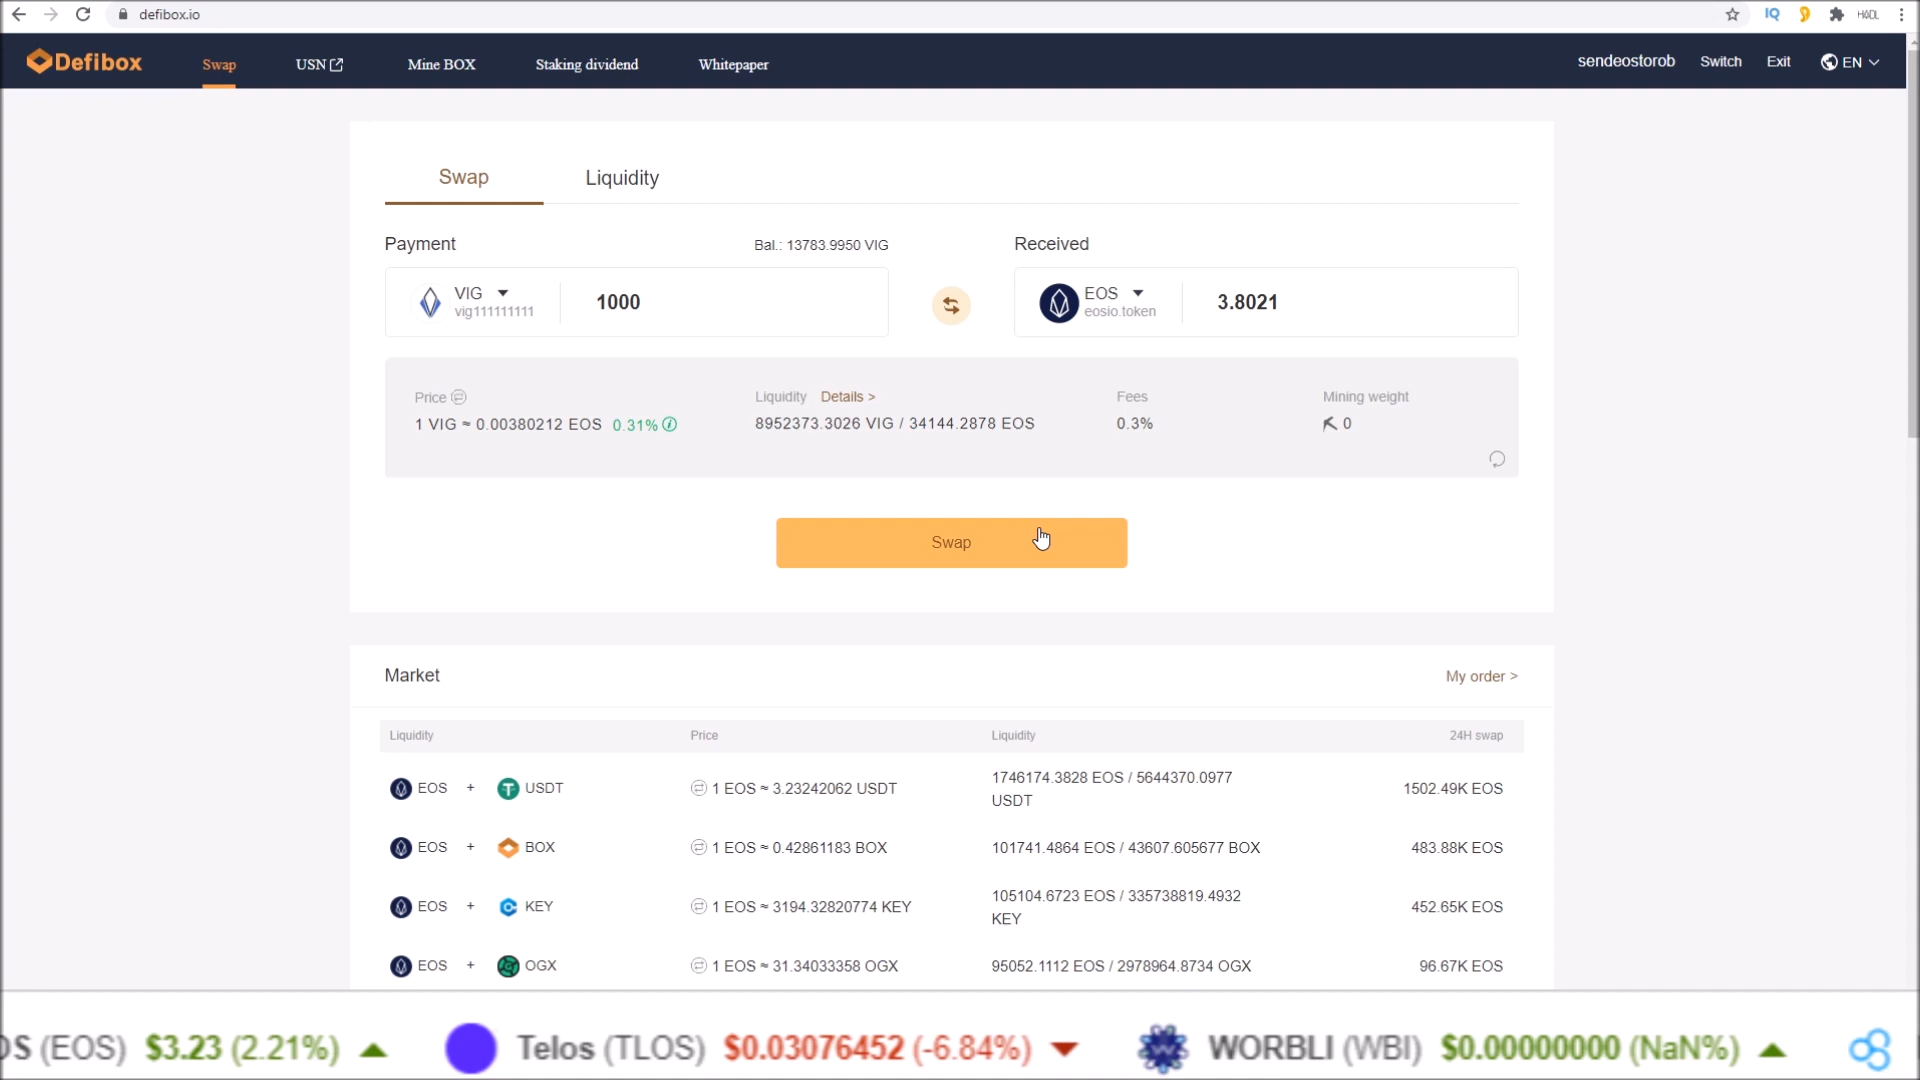 defibox.io
IQ
HADL
Defibox
Swap
USN
Mine BOX
Staking dividend
Whitepaper
sendeostorob
Switch
Exit
EN
Swap
Liquidity
Payment
Bal.: 13783.9950 VIG
Received
VIG
vig111111111
1000
EOS
eosio.token
3.8021
Price
Liquidity Details >
Fees
Mining weight
1 VIG ≈ 0.00380212 EOS 0.31%
8952373.3026 VIG / 34144.2878 EOS
0.3%
0
Swap
Market
My order >
Liquidity
Price
Liquidity
24H swap
EOS + USDT
1 EOS ≈ 3.23242062 USDT
1746174.3828 EOS / 5644370.0977
USDT
1502.49K EOS
EOS + BOX
1 EOS ≈ 0.42861183 BOX
101741.4864 EOS / 43607.605677 BOX
483.88K EOS
EOS + KEY
1 EOS ≈ 3194.32820774 KEY
105104.6723 EOS / 335738819.4932
KEY
452.65K EOS
EOS + OGX
1 EOS ≈ 31.34033358 OGX
95052.1112 EOS / 2978964.8734 OGX
96.67K EOS
OS (EOS) $3.23 (2.21%)
Telos (TLOS) $0.03076452 (-6.84%)
WORBLI (WBI) $0.00000000 (NaN%)